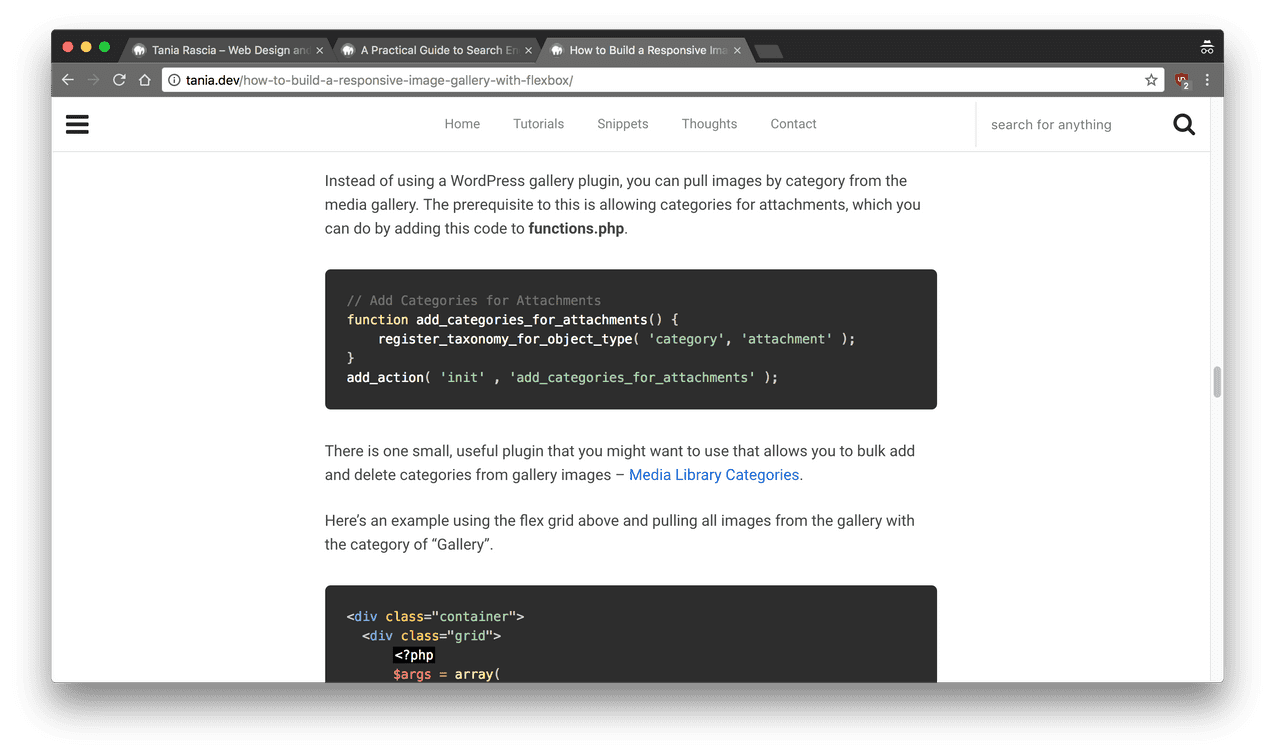 Tania Rascia – Web Design and
A Practical Guide to Search En
How to Build a Responsive Ima
tania.dev/how-to-build-a-responsive-image-gallery-with-flexbox/
2
Home Tutorials Snippets Thoughts Contact search for anything
Instead of using a WordPress gallery plugin, you can pull images by category from the
media gallery. The prerequisite to this is allowing categories for attachments, which you
can do by adding this code to functions.php.
// Add Categories for Attachments
function add_categories_for_attachments() {
    register_taxonomy_for_object_type( 'category', 'attachment' );
}
add_action( 'init' , 'add_categories_for_attachments' );
There is one small, useful plugin that you might want to use that allows you to bulk add
and delete categories from gallery images – Media Library Categories.
Here’s an example using the flex grid above and pulling all images from the gallery with
the category of “Gallery”.
<div class="container">
  <div class="grid">
      <?php
      $args = array(